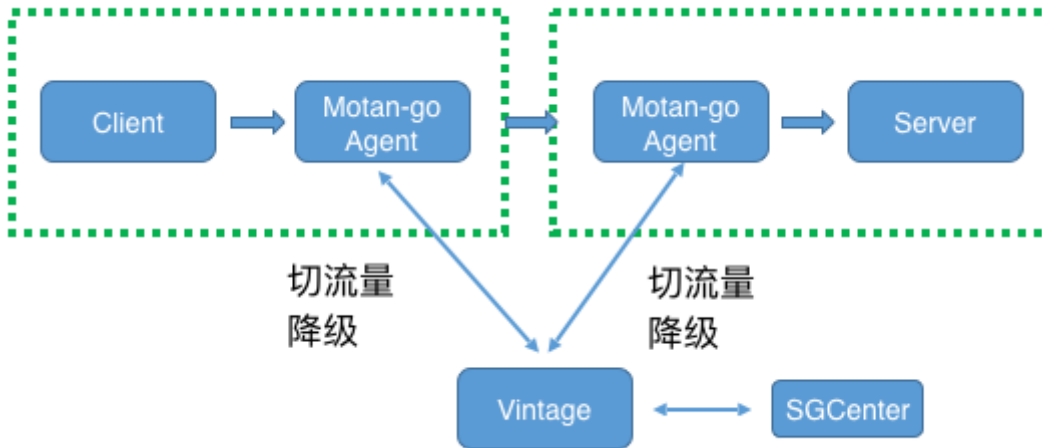 Client
Motan-go
Agent
Motan-go
Agent
Server
切流量
降级
切流量
降级
Vintage
SGCenter